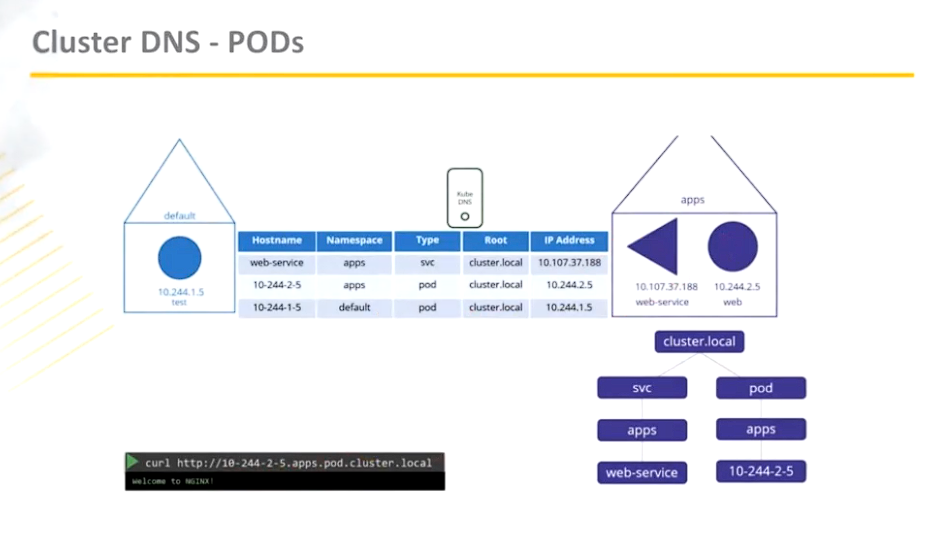 Cluster DNS - PODs
Kube
DNS
default
10.244.1.5
test
Hostname Namespace Type Root IP Address
web-service apps svc cluster.local 10.107.37.188
10-244-2-5 apps pod cluster.local 10.244.2.5
10-244-1-5 default pod cluster.local 10.244.1.5
apps
10.107.37.188 10.244.2.5
web-service web
cluster.local
svc pod
apps apps
web-service 10-244-2-5
curl http://10-244-2-5.apps.pod.cluster.local
Welcome to NGINX!